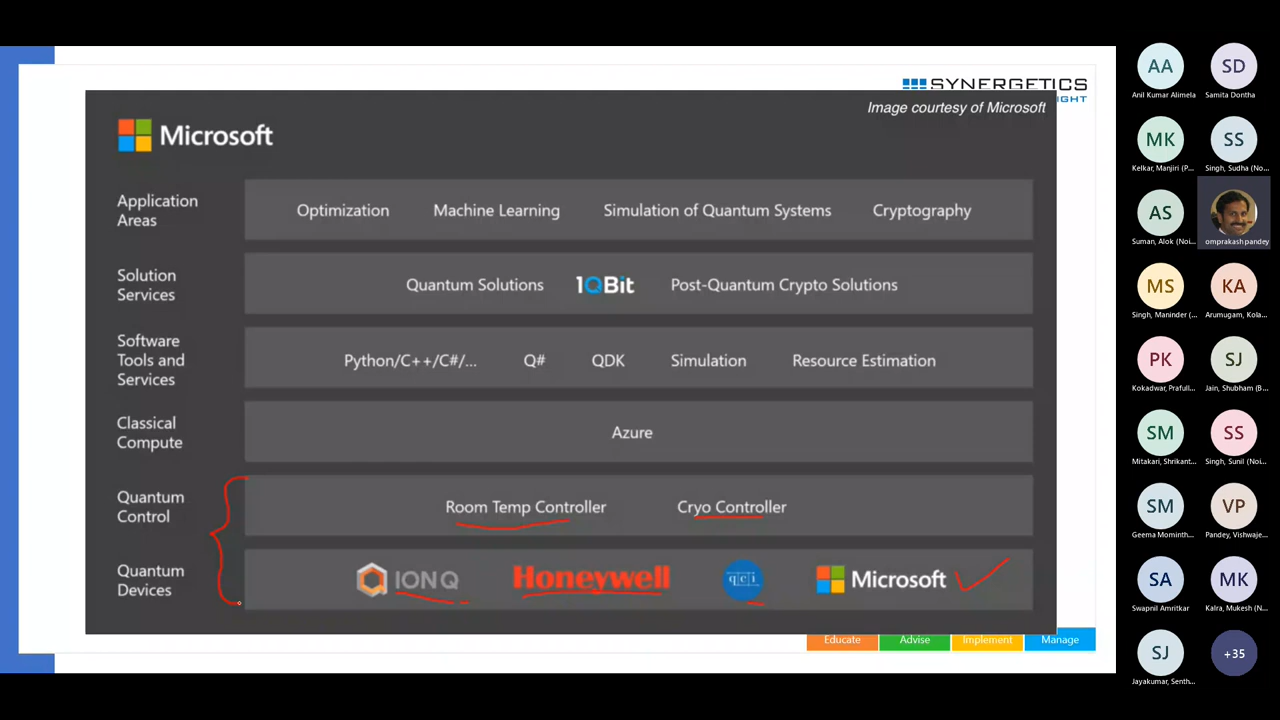 SYNERGETICS
IGHT
Image courtesy of Microsoft
Microsoft
Application
Areas
Optimization Machine Learning Simulation of Quantum Systems Cryptography
Solution
Services
Quantum Solutions 1QBit Post-Quantum Crypto Solutions
Software
Tools and
Services
Python/C++/C#/... Q# QDK Simulation Resource Estimation
Classical
Compute
Azure
Quantum
Control
Room Temp Controller Cryo Controller
Quantum
Devices
IONQ Honeywell qci Microsoft
Educate Advise Implement Manage
AA SD
Anil Kumar Alimela Samita Dontha
MK SS
Kelkar, Manjiri (P... Singh, Sudha (No...
AS
Suman, Alok (Noi... omprakash pandey
MS KA
Singh, Maninder (... Arumugam, Kola...
PK SJ
Kokadwar, Prafull... Jain, Shubham (B...
SM SS
Mitakari, Shrikant... Singh, Sunil (Noi...
SM VP
Geema Mominth... Pandey, Vishwaje...
SA MK
Swapnil Amritkar Kalra, Mukesh (N...
SJ +35
Jayakumar, Senth...